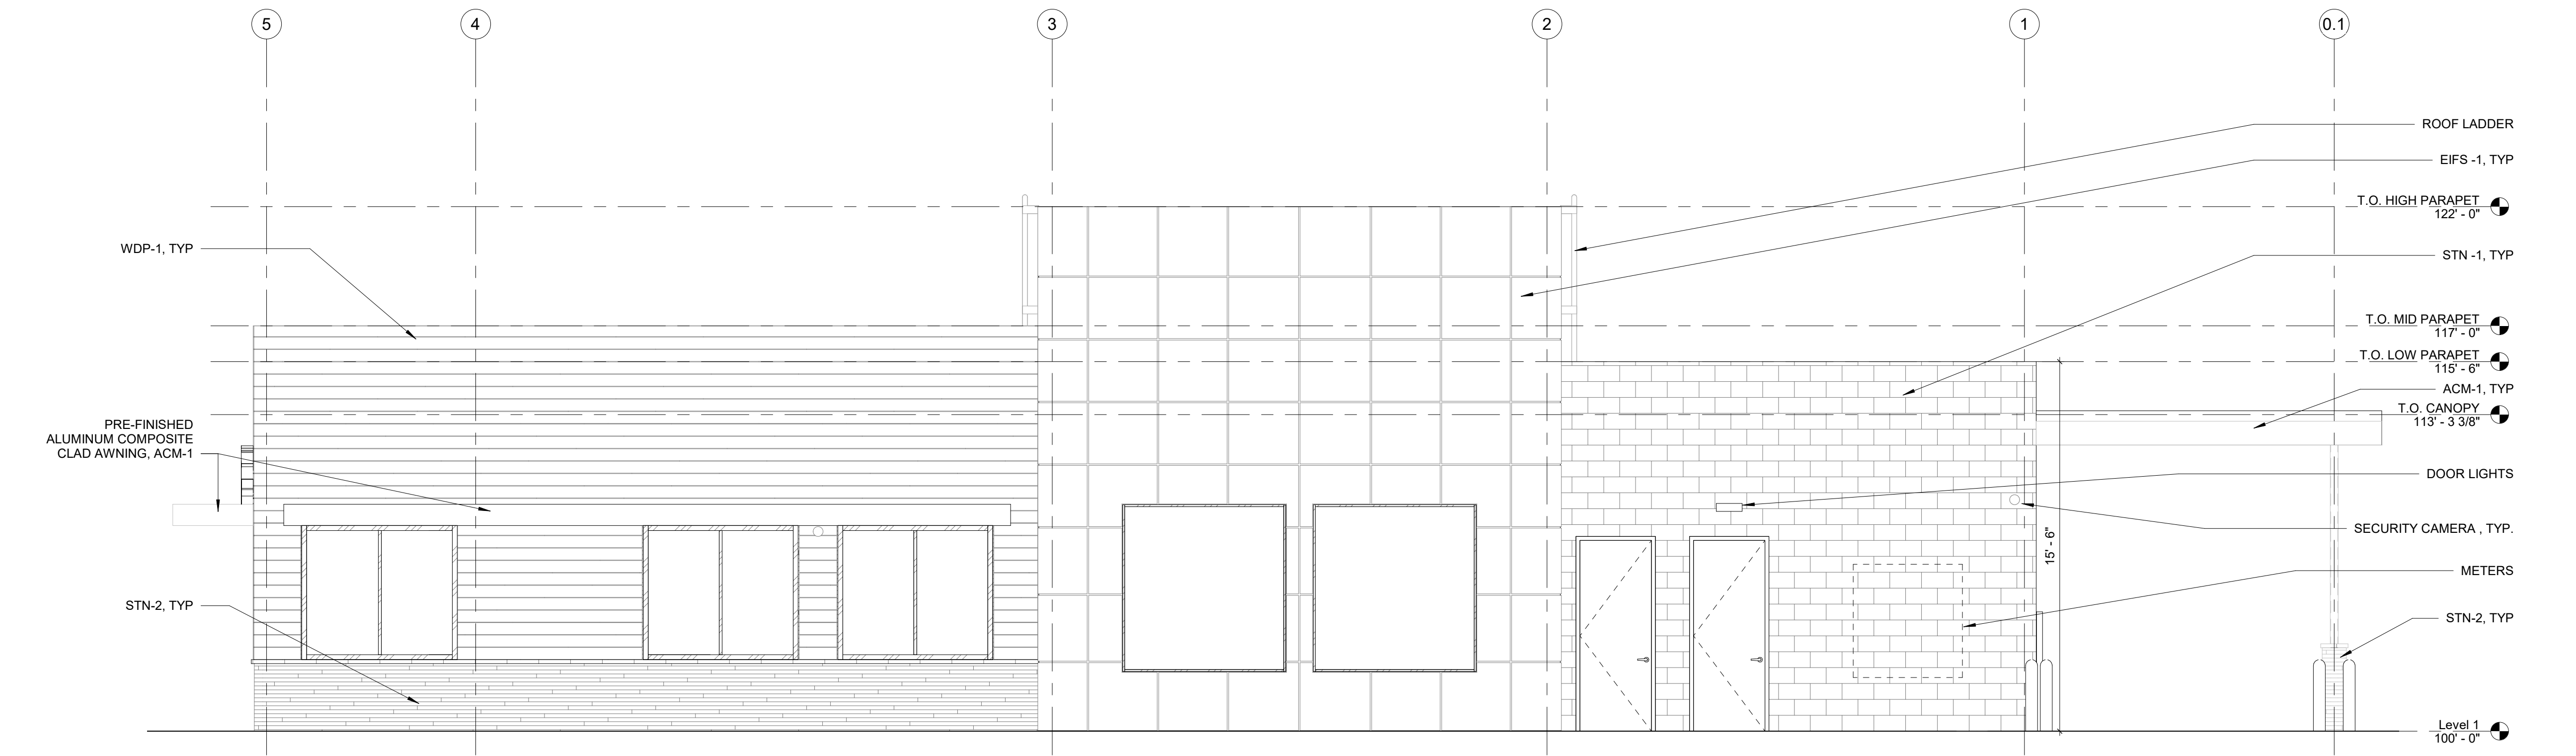 5
4
3
2
1
0.1
ROOF LADDER
EIFS -1, TYP
T.O. HIGH PARAPET
122' - 0"
WDP-1, TYP
STN -1, TYP
T.O. MID PARAPET
117' - 0"
T.O. LOW PARAPET
115' - 6"
ACM-1, TYP
T.O. CANOPY
113' - 3 3/8"
PRE-FINISHED
ALUMINUM COMPOSITE
CLAD AWNING, ACM-1
DOOR LIGHTS
SECURITY CAMERA , TYP.
15' - 6"
METERS
STN-2, TYP
STN-2, TYP
Level 1
100' - 0"